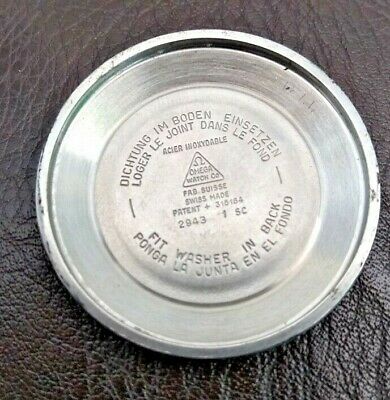 DICHTUNG IM BODEN EINSETZEN
LOGER LE JOINT DANS LE FOND
ACIER INOXYDABLE
Ω
OMEGA
WATCH CO
FAB. SUISSE
SWISS MADE
PATENT + 316164
2943 1 SC
FIT WASHER IN BACK
PONGA LA JUNTA EN EL FONDO